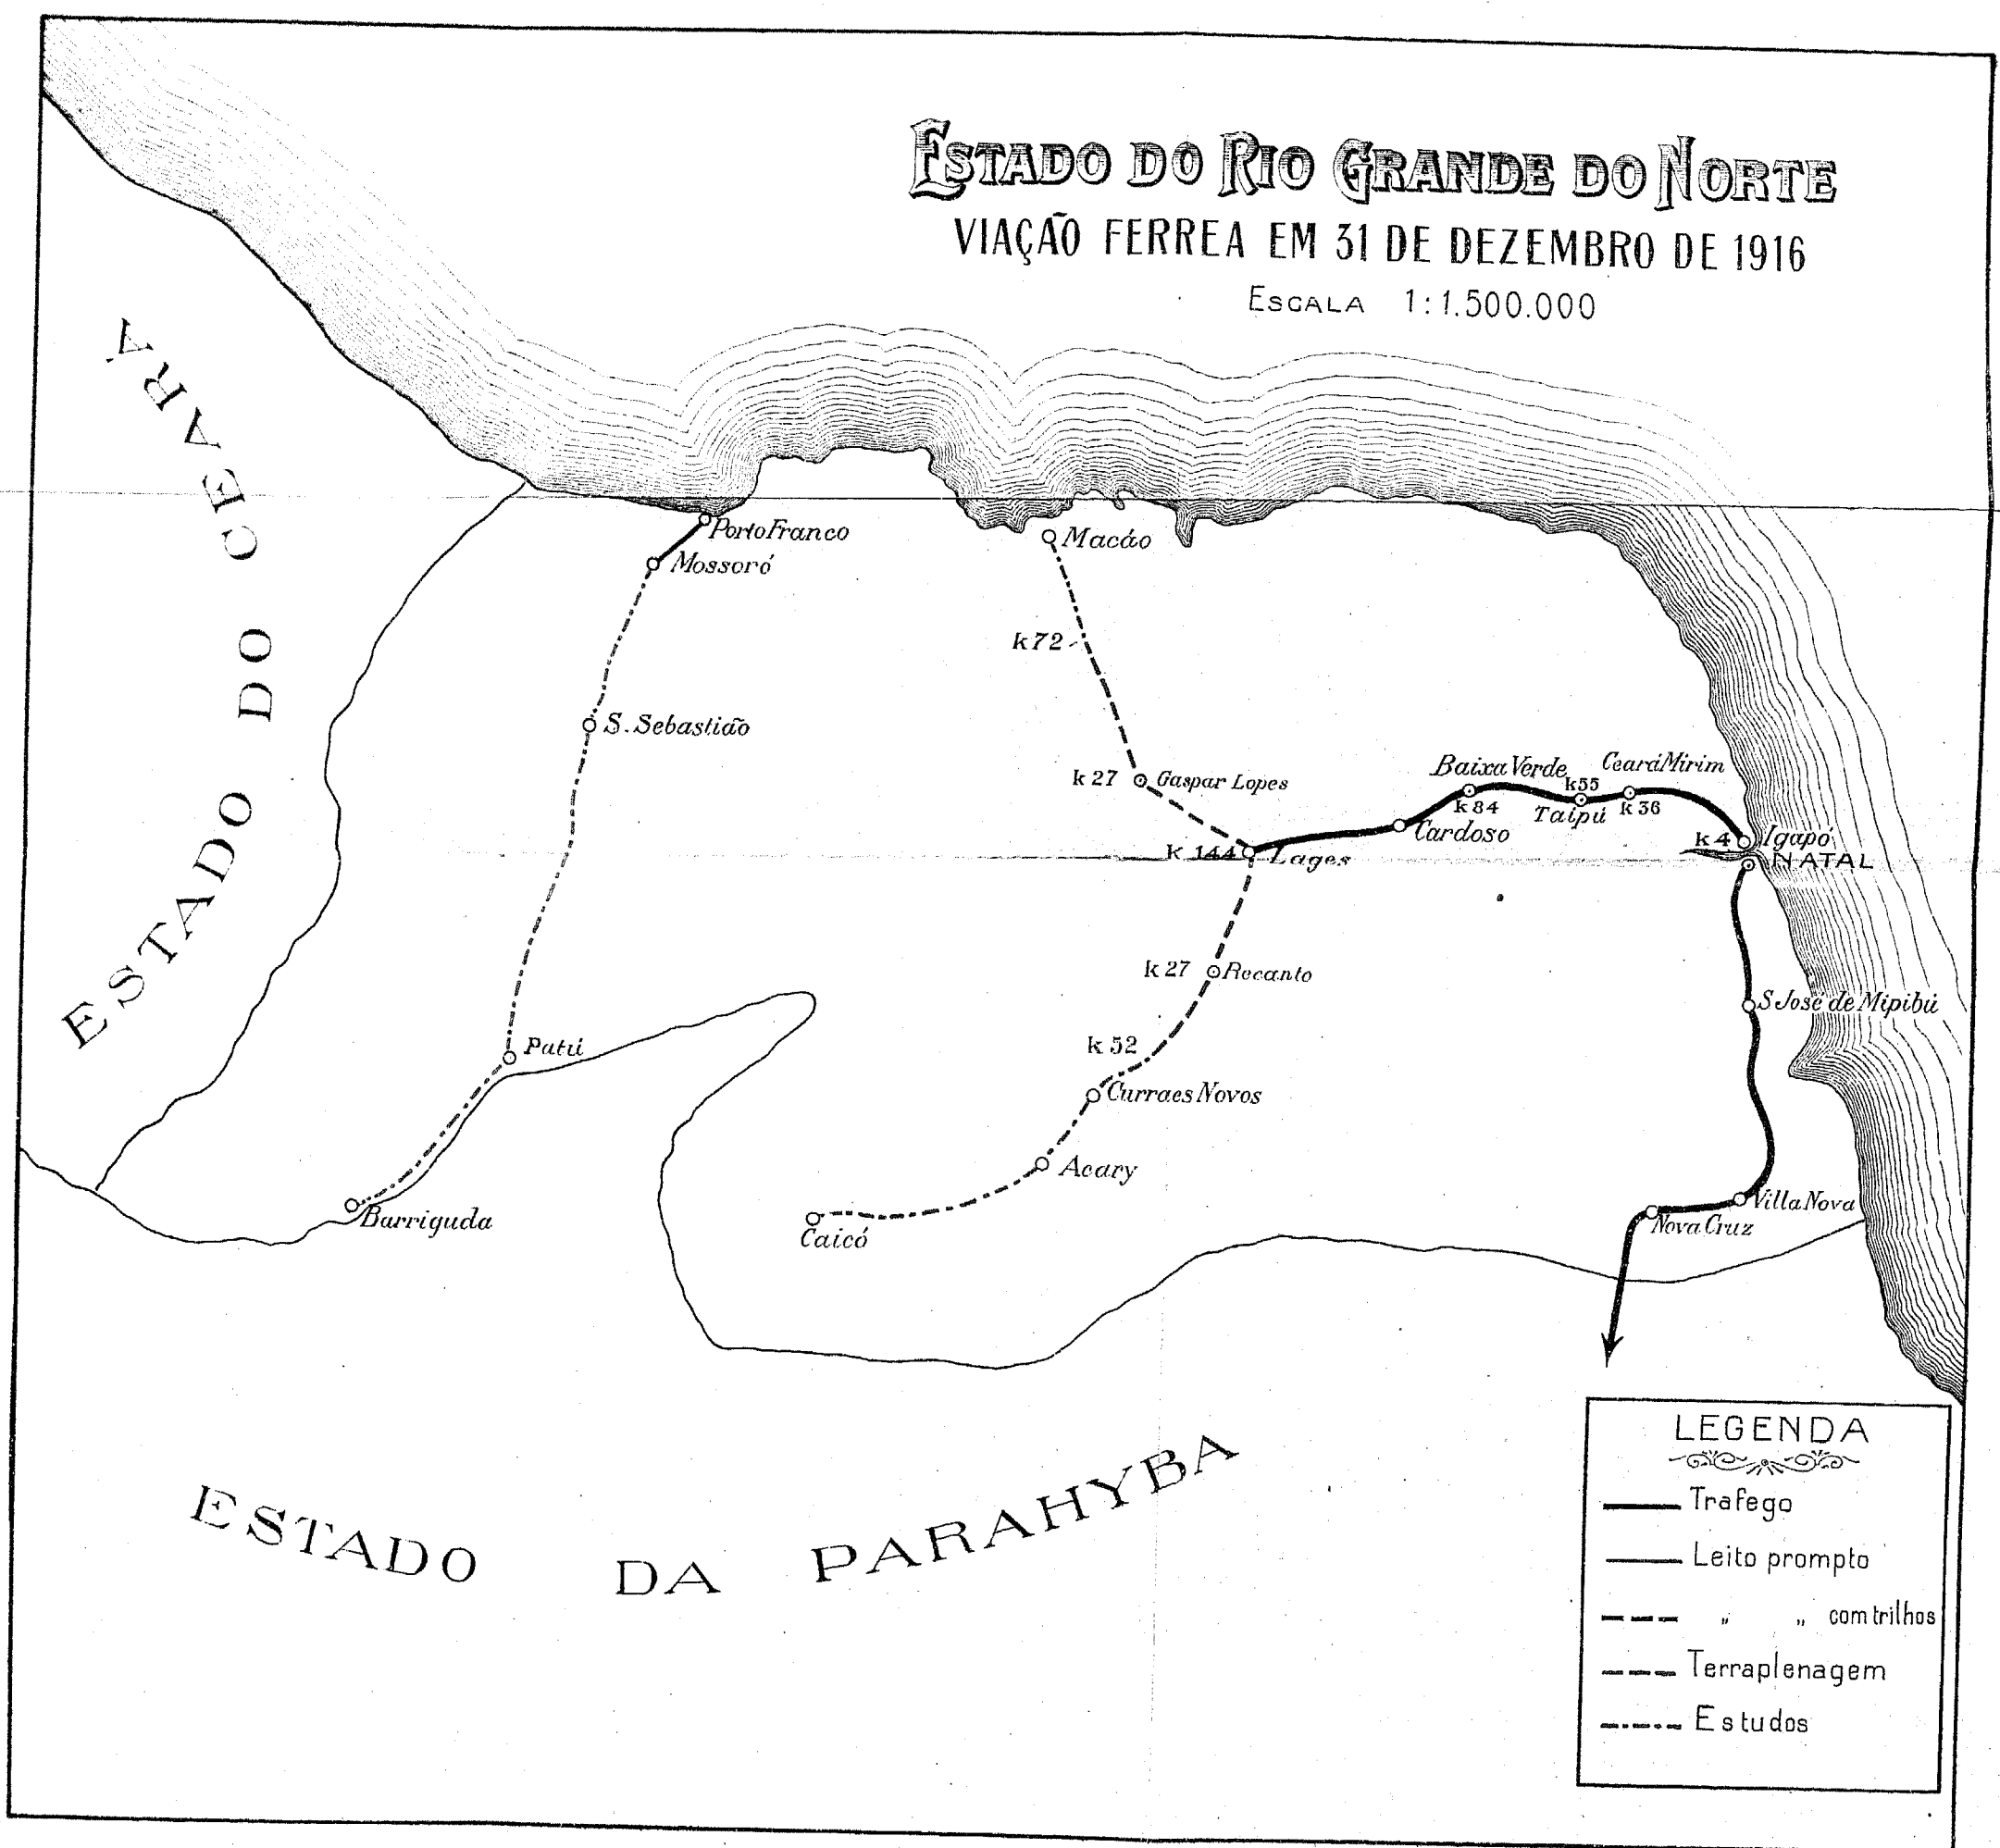 ESTADO DO RIO GRANDE DO NORTE
VIAÇÃO FERREA EM 31 DE DEZEMBRO DE 1916
ESCALA 1:1.500.000
ESTADO DO CEARÁ
Porto Franco
Mossoró
Macáo
k 72
S. Sebastião
k 27 Gaspar Lopes
Baixa Verde
Ceará Mirim
k 55
k 84
Taipú
k 36
Cardoso
k 4
Igapó
K 144
Lages
NATAL
k 27 Recanto
S José de Mipibú
Patú
k 52
Curraes Novos
Acary
Barriguda
Caicó
Villa Nova
Nova Cruz
ESTADO DA PARAHYBA
LEGENDA
Trafego
Leito prompto
" " com trilhos
Terraplenagem
Estudos